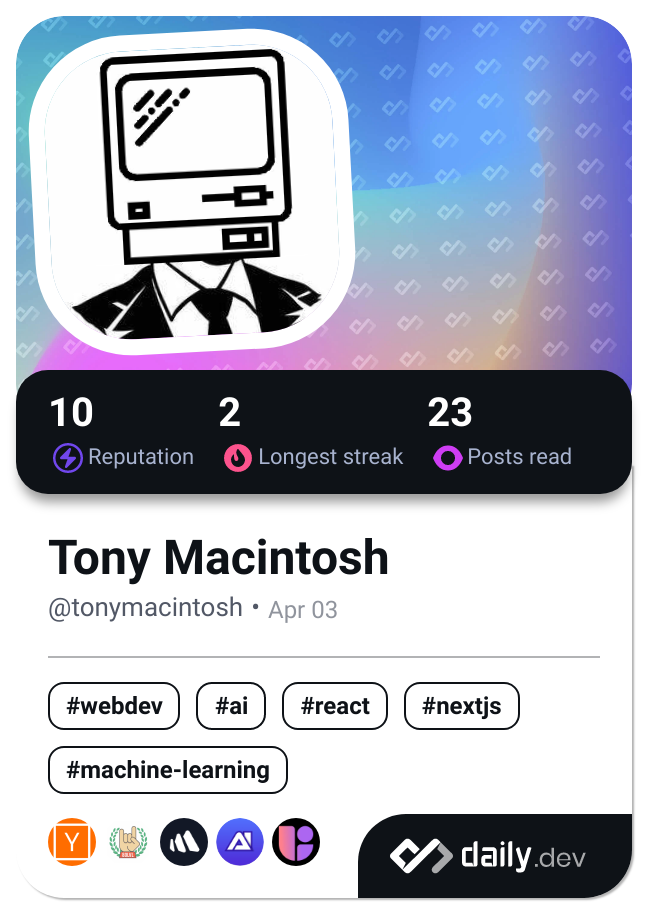 10 2 23
Reputation Longest streak Posts read
Tony Macintosh
@tonymacintosh • Apr 03
#webdev #ai #react #nextjs
#machine-learning
Y
daily.dev